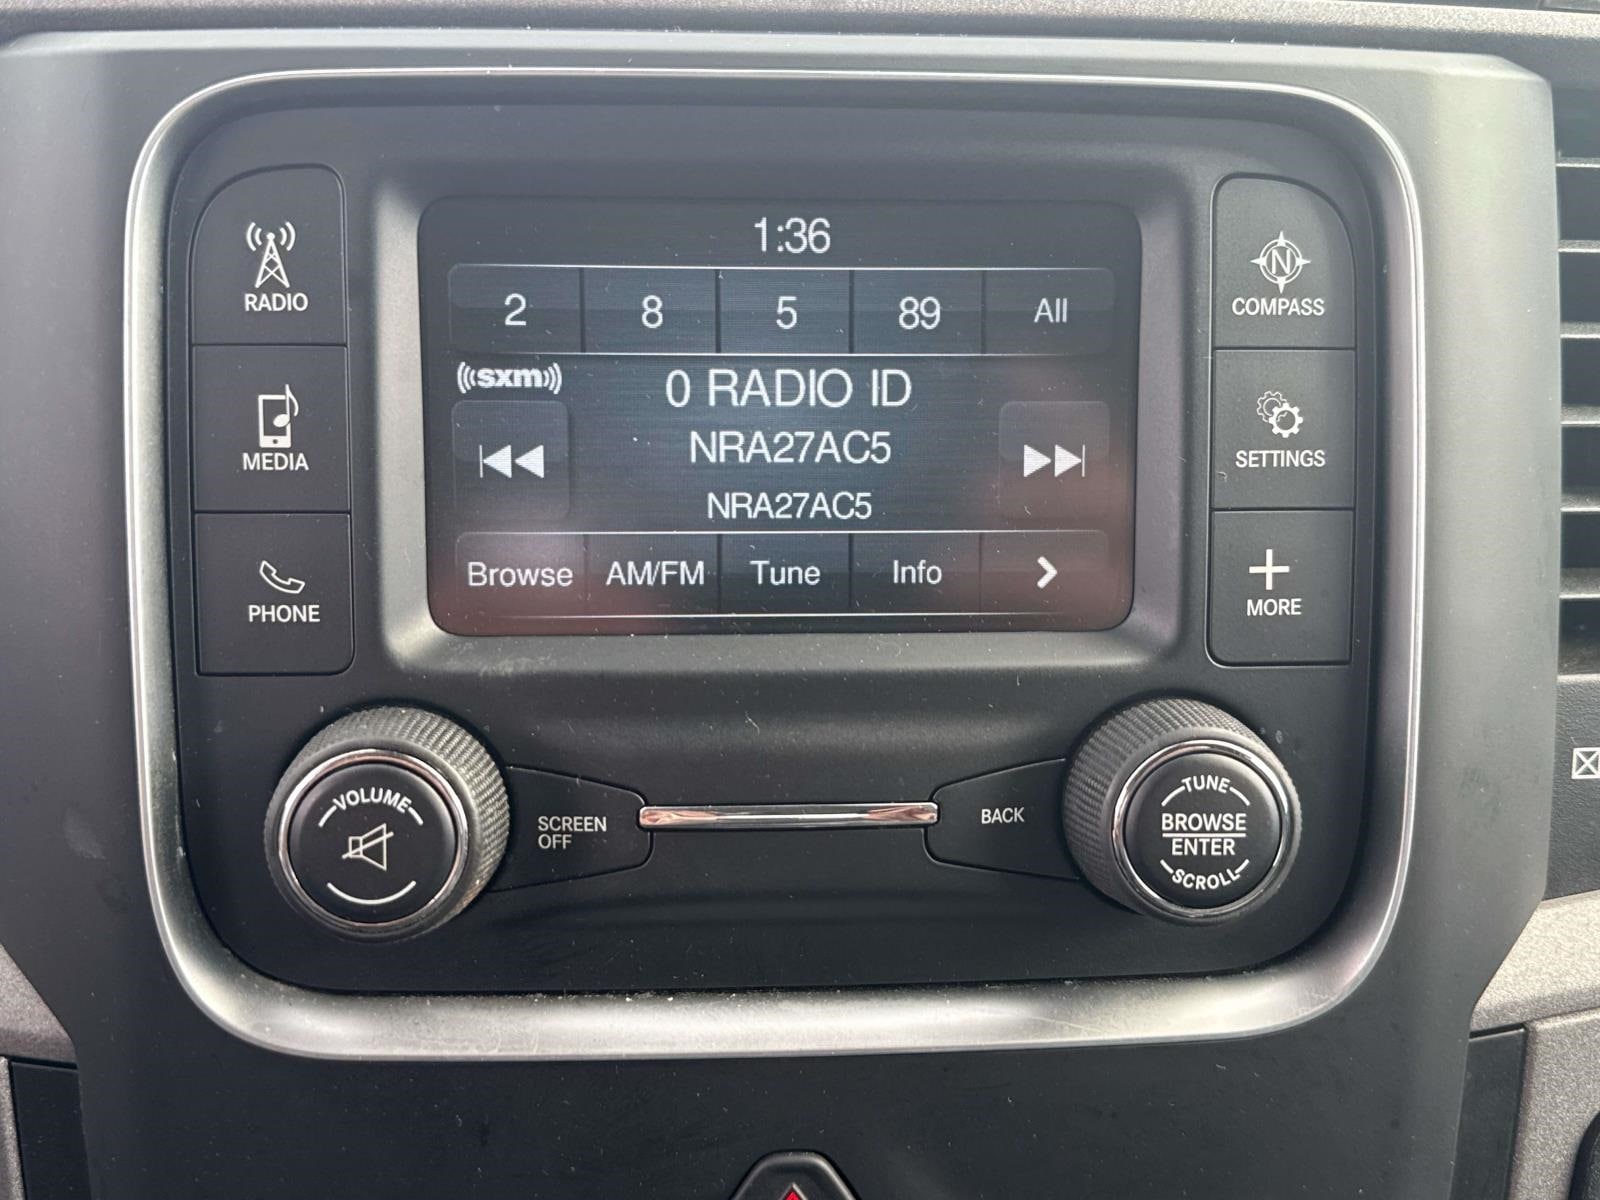 1:36
2 8 5 89 All
((sxm))
0 RADIO ID
NRA27AC5
NRA27AC5
Browse AM/FM Tune Info >
RADIO
MEDIA
PHONE
N
COMPASS
SETTINGS
MORE
VOLUME
SCREEN
OFF
BACK
TUNE
BROWSE
ENTER
SCROLL